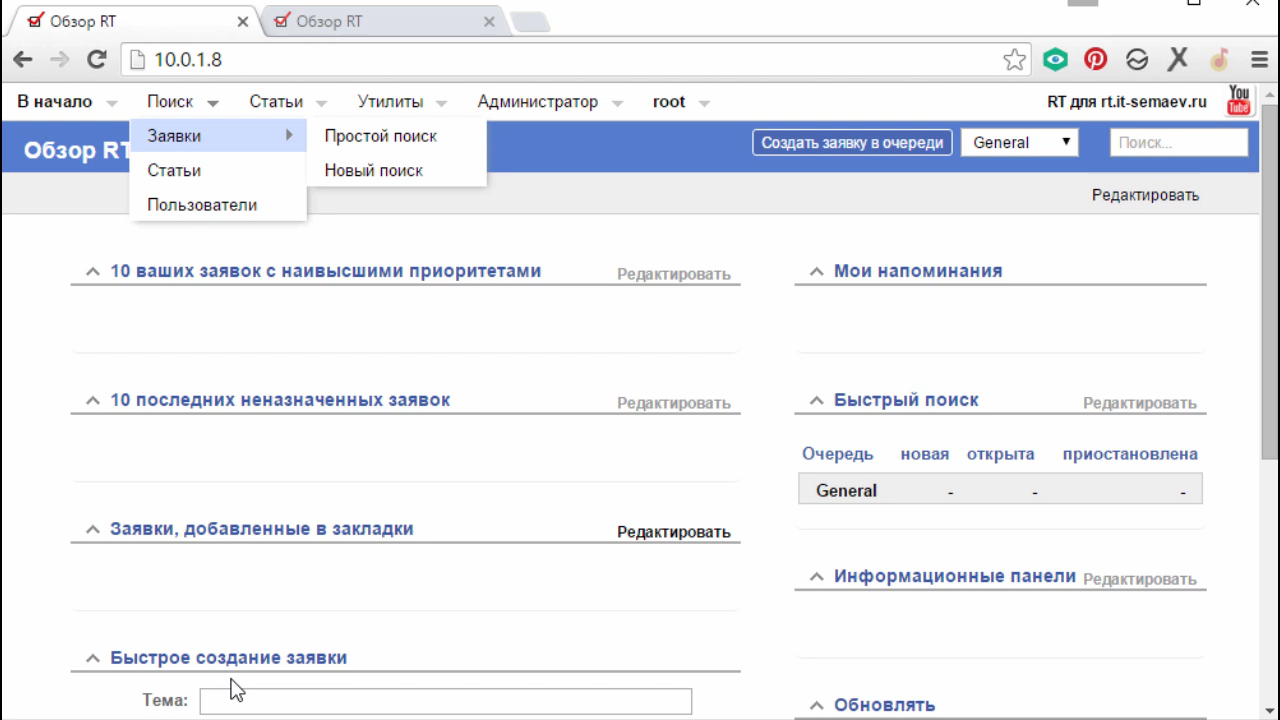 Обзор RT
Обзор RT
10.0.1.8
В начало Поиск Статьи Утилиты Администратор root RT для rt.it-semaev.ru You Tube
Заявки Простой поиск
Статьи Новый поиск
Пользователи
Обзор RT Создать заявку в очереди General Поиск...
Редактировать
10 ваших заявок с наивысшими приоритетами Редактировать
Мои напоминания
10 последних неназначенных заявок Редактировать
Быстрый поиск Редактировать
Очередь новая открыта приостановлена
General - - -
Заявки, добавленные в закладки Редактировать
Информационные панели Редактировать
Быстрое создание заявки
Тема:
Обновлять